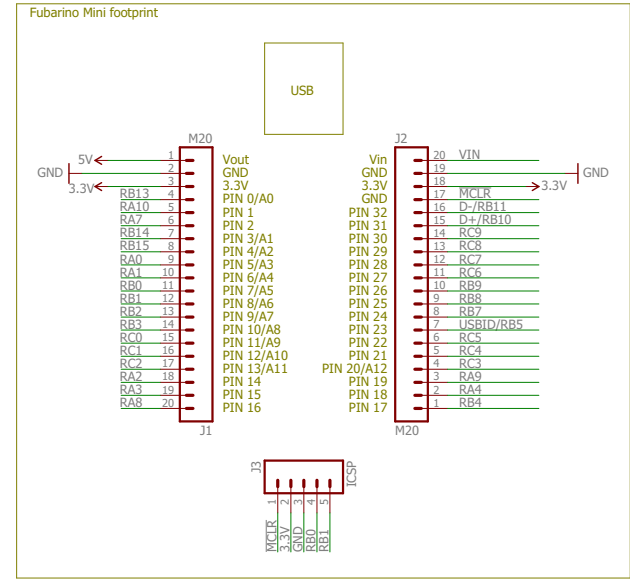 Fubarino Mini footprint
USB
M20
5V 1 Vout
GND 2 GND
3.3V 3 3.3V
RB13 4 PIN 0/A0
RA10 5 PIN 1
RA7 6 PIN 2
RB14 7 PIN 3/A1
RB15 8 PIN 4/A2
RA0 9 PIN 5/A3
RA1 10 PIN 6/A4
RB0 11 PIN 7/A5
RB1 12 PIN 8/A6
RB2 13 PIN 9/A7
RB3 14 PIN 10/A8
RC0 15 PIN 11/A9
RC1 16 PIN 12/A10
RC2 17 PIN 13/A11
RA2 18 PIN 14
RA3 19 PIN 15
RA8 20 PIN 16
J1
J2
Vin 20 VIN
GND 19 GND
3.3V 18 3.3V
GND 17 MCLR
PIN 32 16 D-/RB11
PIN 31 15 D+/RB10
PIN 30 14 RC9
PIN 29 13 RC8
PIN 28 12 RC7
PIN 27 11 RC6
PIN 26 10 RB9
PIN 25 9 RB8
PIN 24 8 RB7
PIN 23 7 USBID/RB5
PIN 22 6 RC5
PIN 21 5 RC4
PIN 20/A12 4 RC3
PIN 19 3 RA9
PIN 18 2 RA4
PIN 17 1 RB4
M20
J3
ICSP
1 MCLR
2 3.3V
3 GND
4 RB0
5 RB1